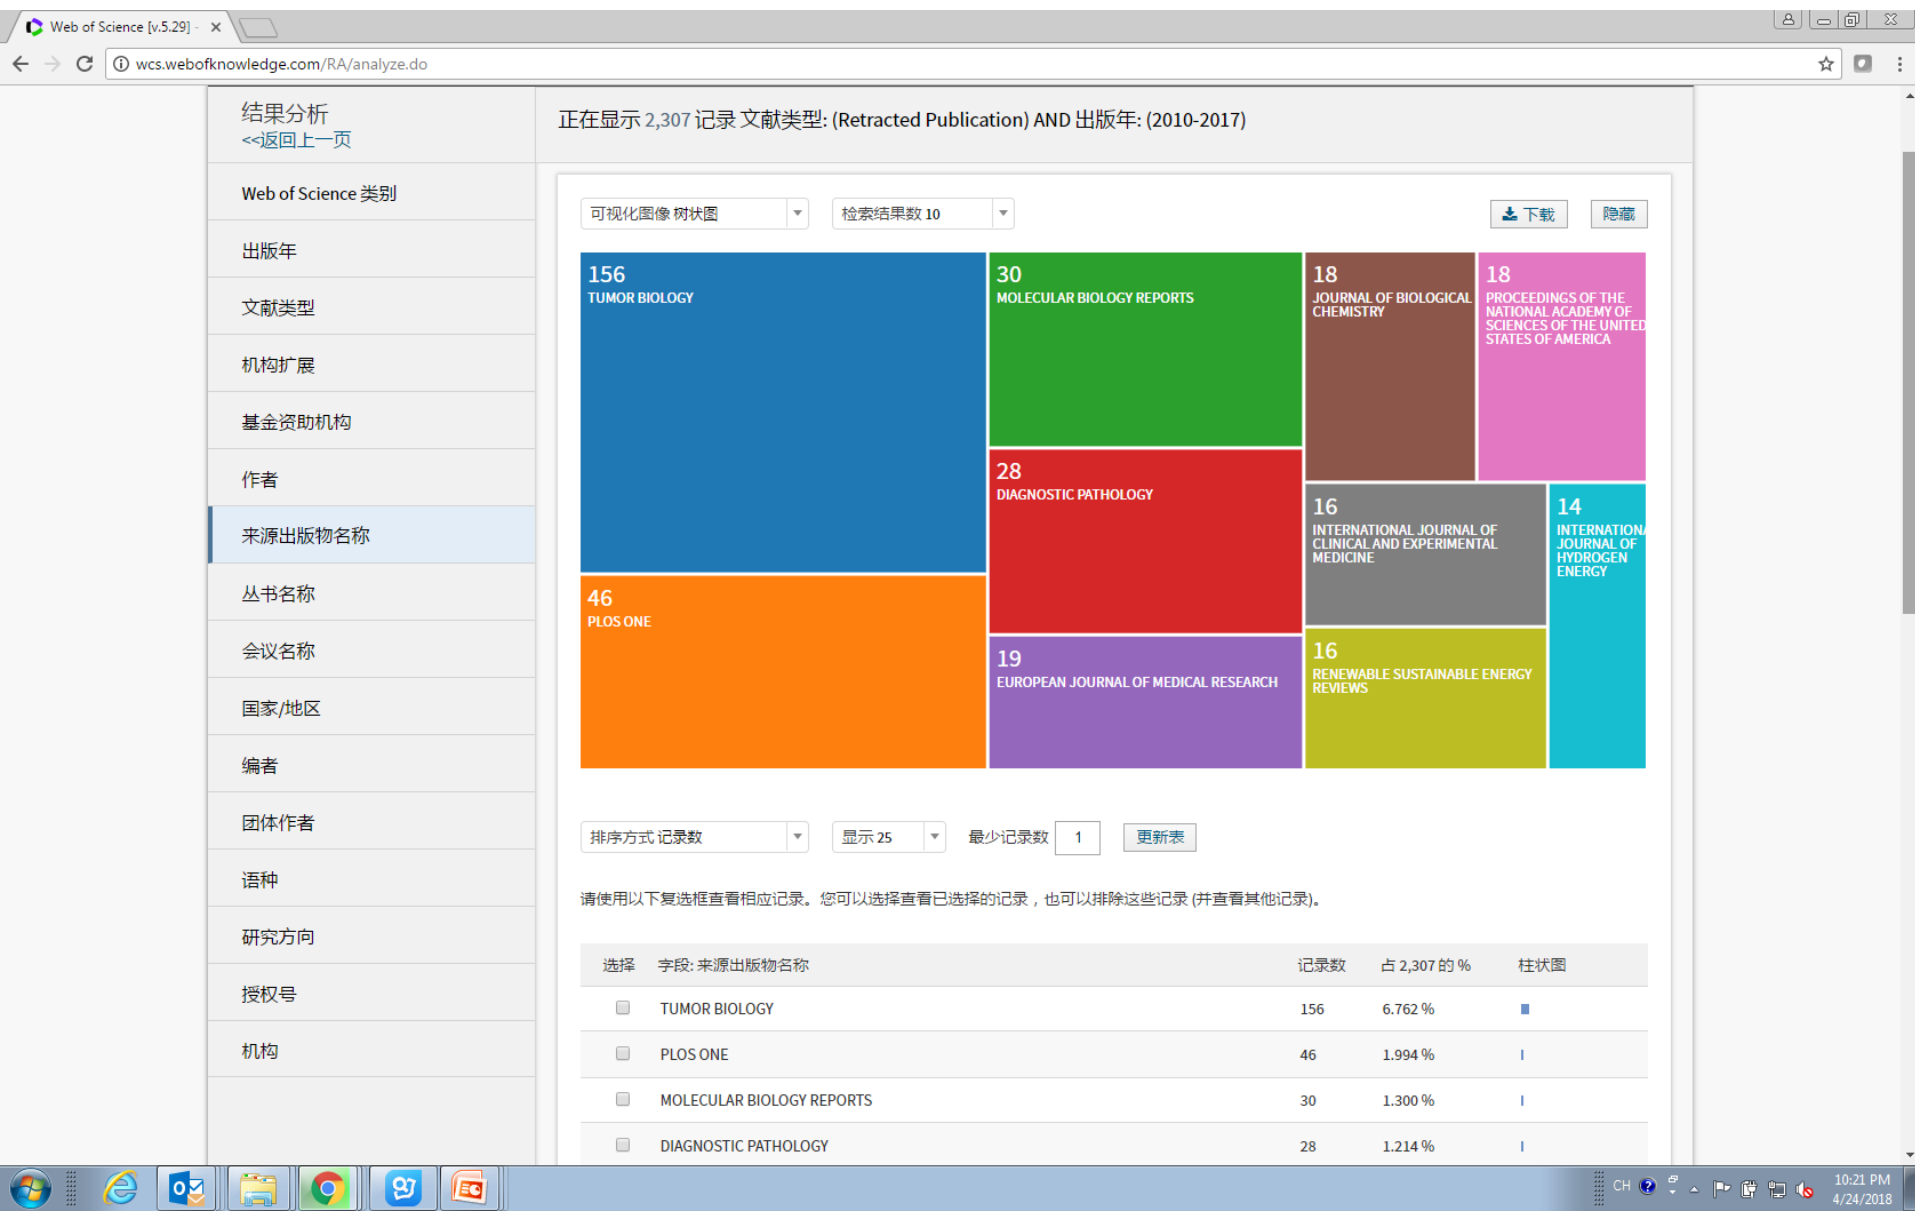 Web of Science [v.5.29] -
wcs.webofknowledge.com/RA/analyze.do
结果分析
<<返回上一页
正在显示 2,307 记录 文献类型: (Retracted Publication) AND 出版年: (2010-2017)
Web of Science 类别
出版年
文献类型
机构扩展
基金资助机构
作者
来源出版物名称
丛书名称
会议名称
国家/地区
编者
团体作者
语种
研究方向
授权号
机构
可视化图像 树状图
检索结果数 10
下载
隐藏
156
TUMOR BIOLOGY
46
PLOS ONE
30
MOLECULAR BIOLOGY REPORTS
28
DIAGNOSTIC PATHOLOGY
19
EUROPEAN JOURNAL OF MEDICAL RESEARCH
18
JOURNAL OF BIOLOGICAL
CHEMISTRY
18
PROCEEDINGS OF THE
NATIONAL ACADEMY OF
SCIENCES OF THE UNITED
STATES OF AMERICA
16
INTERNATIONAL JOURNAL OF
CLINICAL AND EXPERIMENTAL
MEDICINE
16
RENEWABLE SUSTAINABLE ENERGY
REVIEWS
14
INTERNATIONA
JOURNAL OF
HYDROGEN
ENERGY
排序方式 记录数
显示 25
最少记录数 1
更新表
请使用以下复选框查看相应记录。您可以选择查看已选择的记录，也可以排除这些记录 (并查看其他记录)。
选择 字段: 来源出版物名称 记录数 占 2,307 的 % 柱状图
TUMOR BIOLOGY 156 6.762 %
PLOS ONE 46 1.994 %
MOLECULAR BIOLOGY REPORTS 30 1.300 %
DIAGNOSTIC PATHOLOGY 28 1.214 %
CH
10:21 PM
4/24/2018